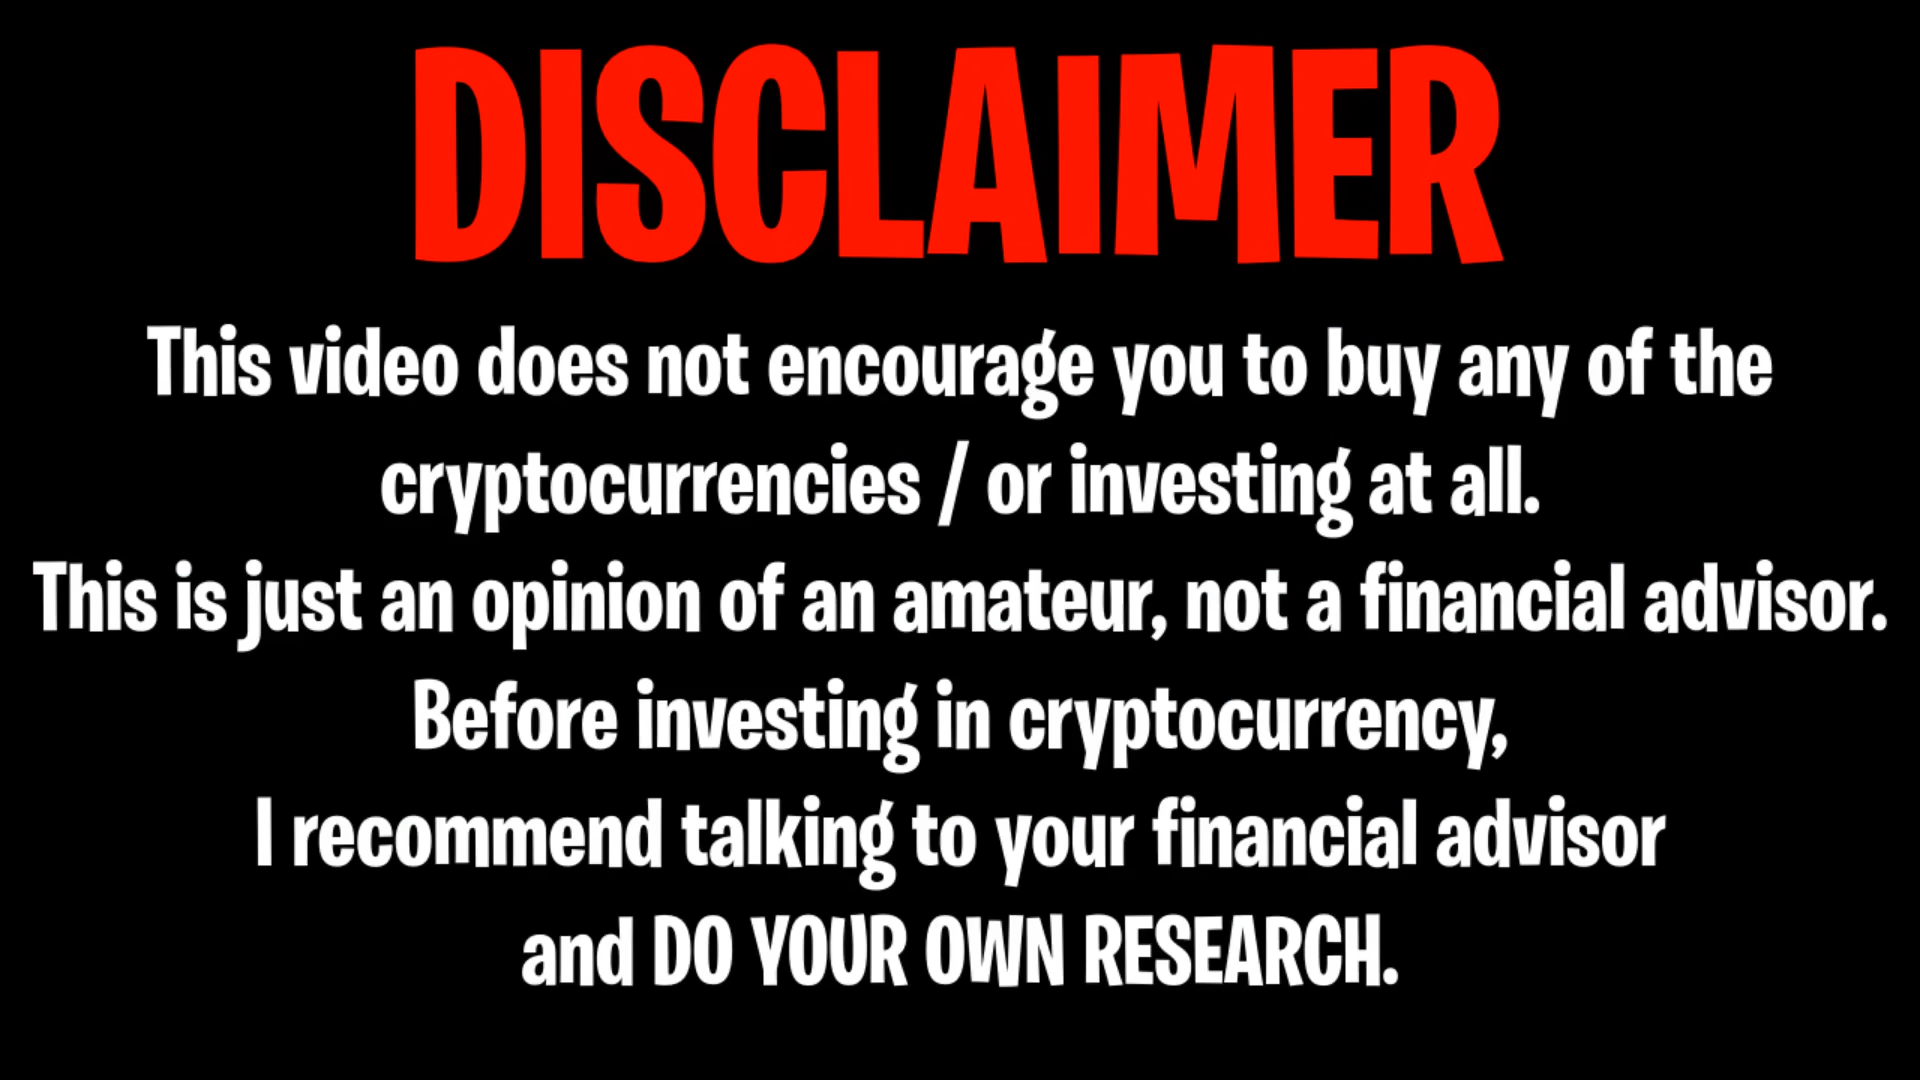 DISCLAIMER
This video does not encourage you to buy any of the
cryptocurrencies / or investing at all.
This is just an opinion of an amateur, not a financial advisor.
Before investing in cryptocurrency,
I recommend talking to your financial advisor
and DO YOUR OWN RESEARCH.